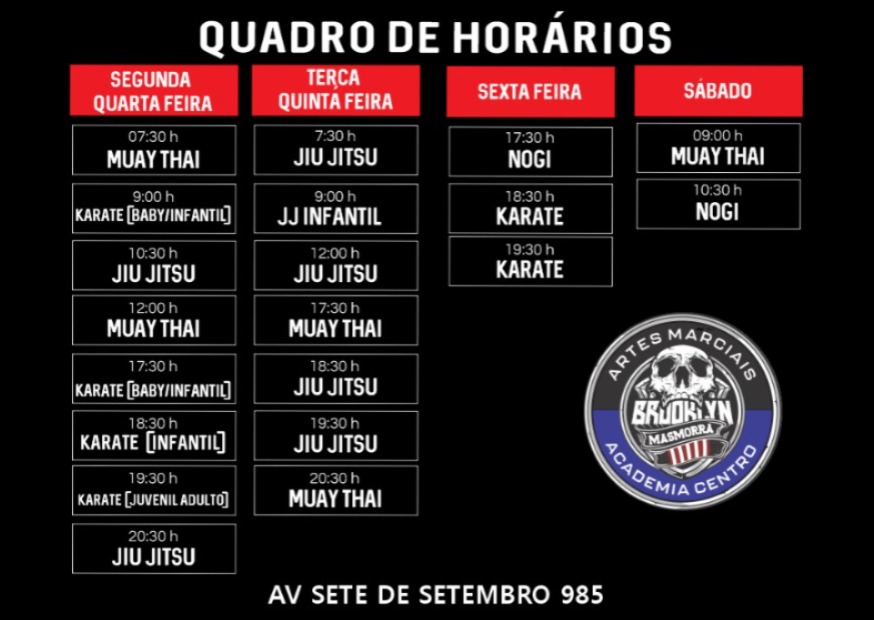 QUADRO DE HORÁRIOS
SEGUNDA
QUARTA FEIRA
07:30 h
MUAY THAI
9:00 h
KARATE [BABY/INFANTIL]
10:30 h
JIU JITSU
12:00 h
MUAY THAI
17:30 h
KARATE [BABY/INFANTIL]
18:30 h
KARATE [INFANTIL]
19:30 h
KARATE [JUVENIL ADULTO]
20:30 h
JIU JITSU
TERÇA
QUINTA FEIRA
7:30 h
JIU JITSU
9:00 h
JJ INFANTIL
12:00 h
JIU JITSU
17:30 h
MUAY THAI
18:30 h
JIU JITSU
19:30 h
JIU JITSU
20:30 h
MUAY THAI
SEXTA FEIRA
17:30 h
NOGI
18:30 h
KARATE
19:30 h
KARATE
SÁBADO
09:00 h
MUAY THAI
10:30 h
NOGI
ARTES MARCIAIS
BROOKLYN
MASMORRA
ACADEMIA CENTRO
AV SETE DE SETEMBRO 985